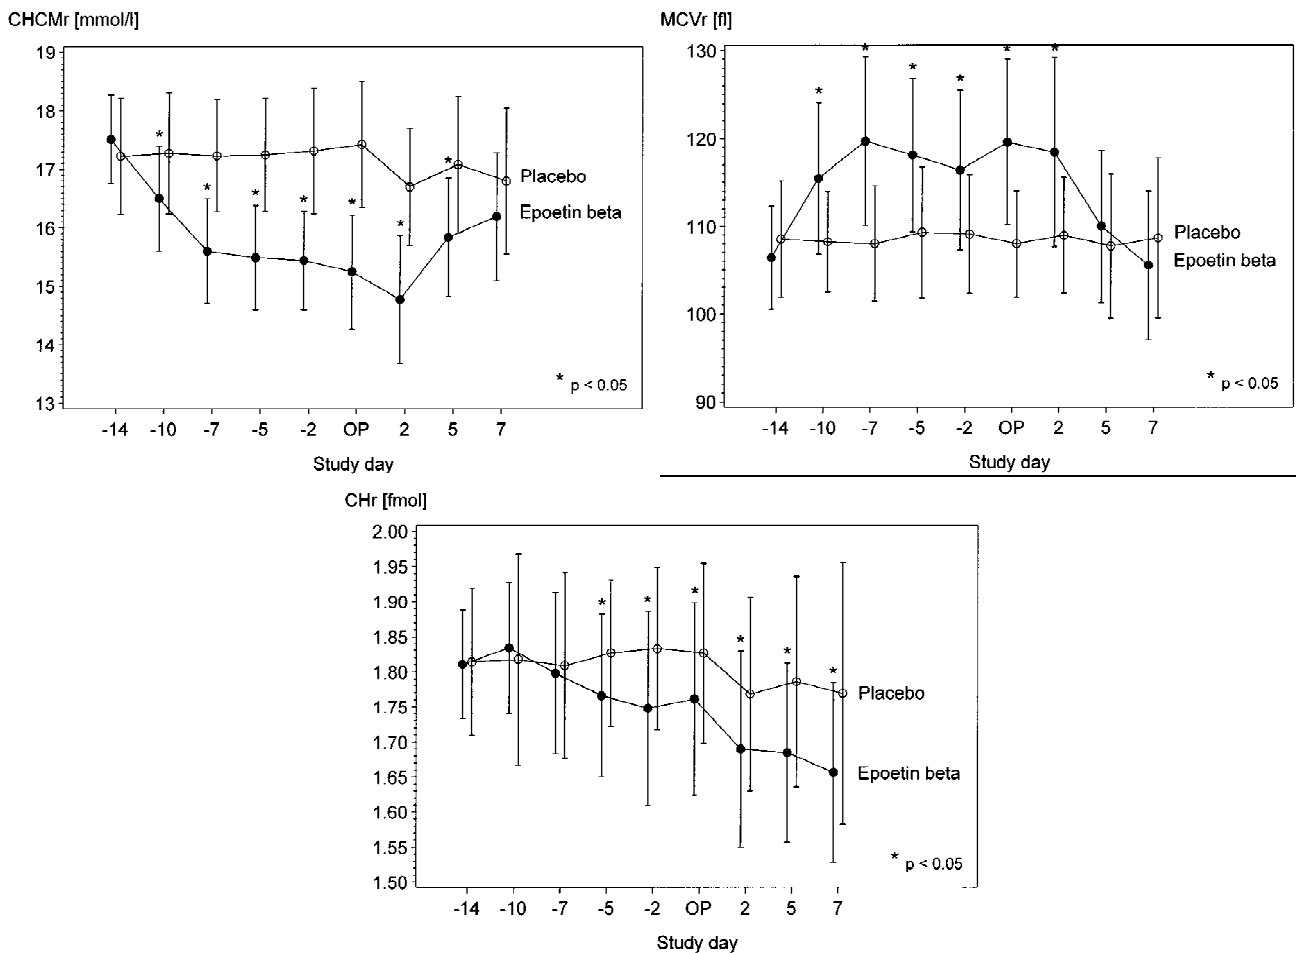 CHCMr [mmol/l]
19
18
17
16
15
14
13
* * * * * * * *
Placebo
Epoetin beta
* p < 0.05
-14 -10 -7 -5 -2 OP 2 5 7
Study day
MCVr [fl]
130
120
110
100
90
* * * * * *
Placebo
Epoetin beta
* p < 0.05
-14 -10 -7 -5 -2 OP 2 5 7
Study day
CHr [fmol]
2.00
1.95
1.90
1.85
1.80
1.75
1.70
1.65
1.60
1.55
1.50
* * * * * *
Placebo
Epoetin beta
* p < 0.05
-14 -10 -7 -5 -2 OP 2 5 7
Study day